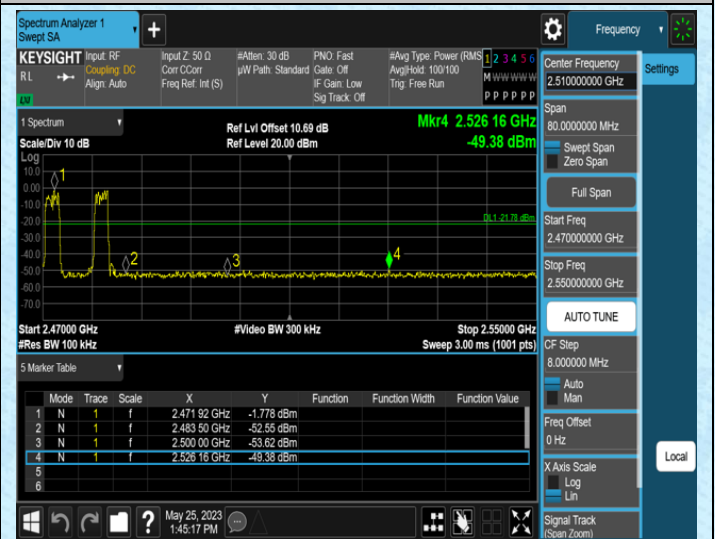 Spectrum Analyzer 1
Swept SA
Frequency
KEYSIGHT
RL
LXI
Input: RF
Coupling: DC
Align: Auto
Input Z: 50 Ω
Corr CCorr
Freq Ref: Int (S)
#Atten: 30 dB
µW Path: Standard
PNO: Fast
Gate: Off
IF Gain: Low
Sig Track: Off
#Avg Type: Power (RMS
Avg|Hold: 100/100
Trig: Free Run
1 2 3 4 5 6
M W W W W W
P P P P P P
Center Frequency
2.510000000 GHz
Settings
Span
80.0000000 MHz
Swept Span
Zero Span
Full Span
Start Freq
2.470000000 GHz
Stop Freq
2.550000000 GHz
AUTO TUNE
CF Step
8.000000 MHz
Auto
Man
Freq Offset
0 Hz
X Axis Scale
Log
Lin
Signal Track
(Span Zoom)
Local
1 Spectrum
Scale/Div 10 dB
Ref Lvl Offset 10.69 dB
Ref Level 20.00 dBm
Mkr4 2.526 16 GHz
-49.38 dBm
Log
10.0
0.00
-10.0
-20.0
-30.0
-40.0
-50.0
-60.0
-70.0
1
2
3
4
DL1 -21.78 dBm
Start 2.47000 GHz
#Video BW 300 kHz
Stop 2.55000 GHz
#Res BW 100 kHz
Sweep 3.00 ms (1001 pts)
5 Marker Table
Mode Trace Scale X Y Function Function Width Function Value
1 N 1 f 2.471 92 GHz -1.778 dBm
2 N 1 f 2.483 50 GHz -52.55 dBm
3 N 1 f 2.500 00 GHz -53.62 dBm
4 N 1 f 2.526 16 GHz -49.38 dBm
5
6
?
May 25, 2023
1:45:17 PM